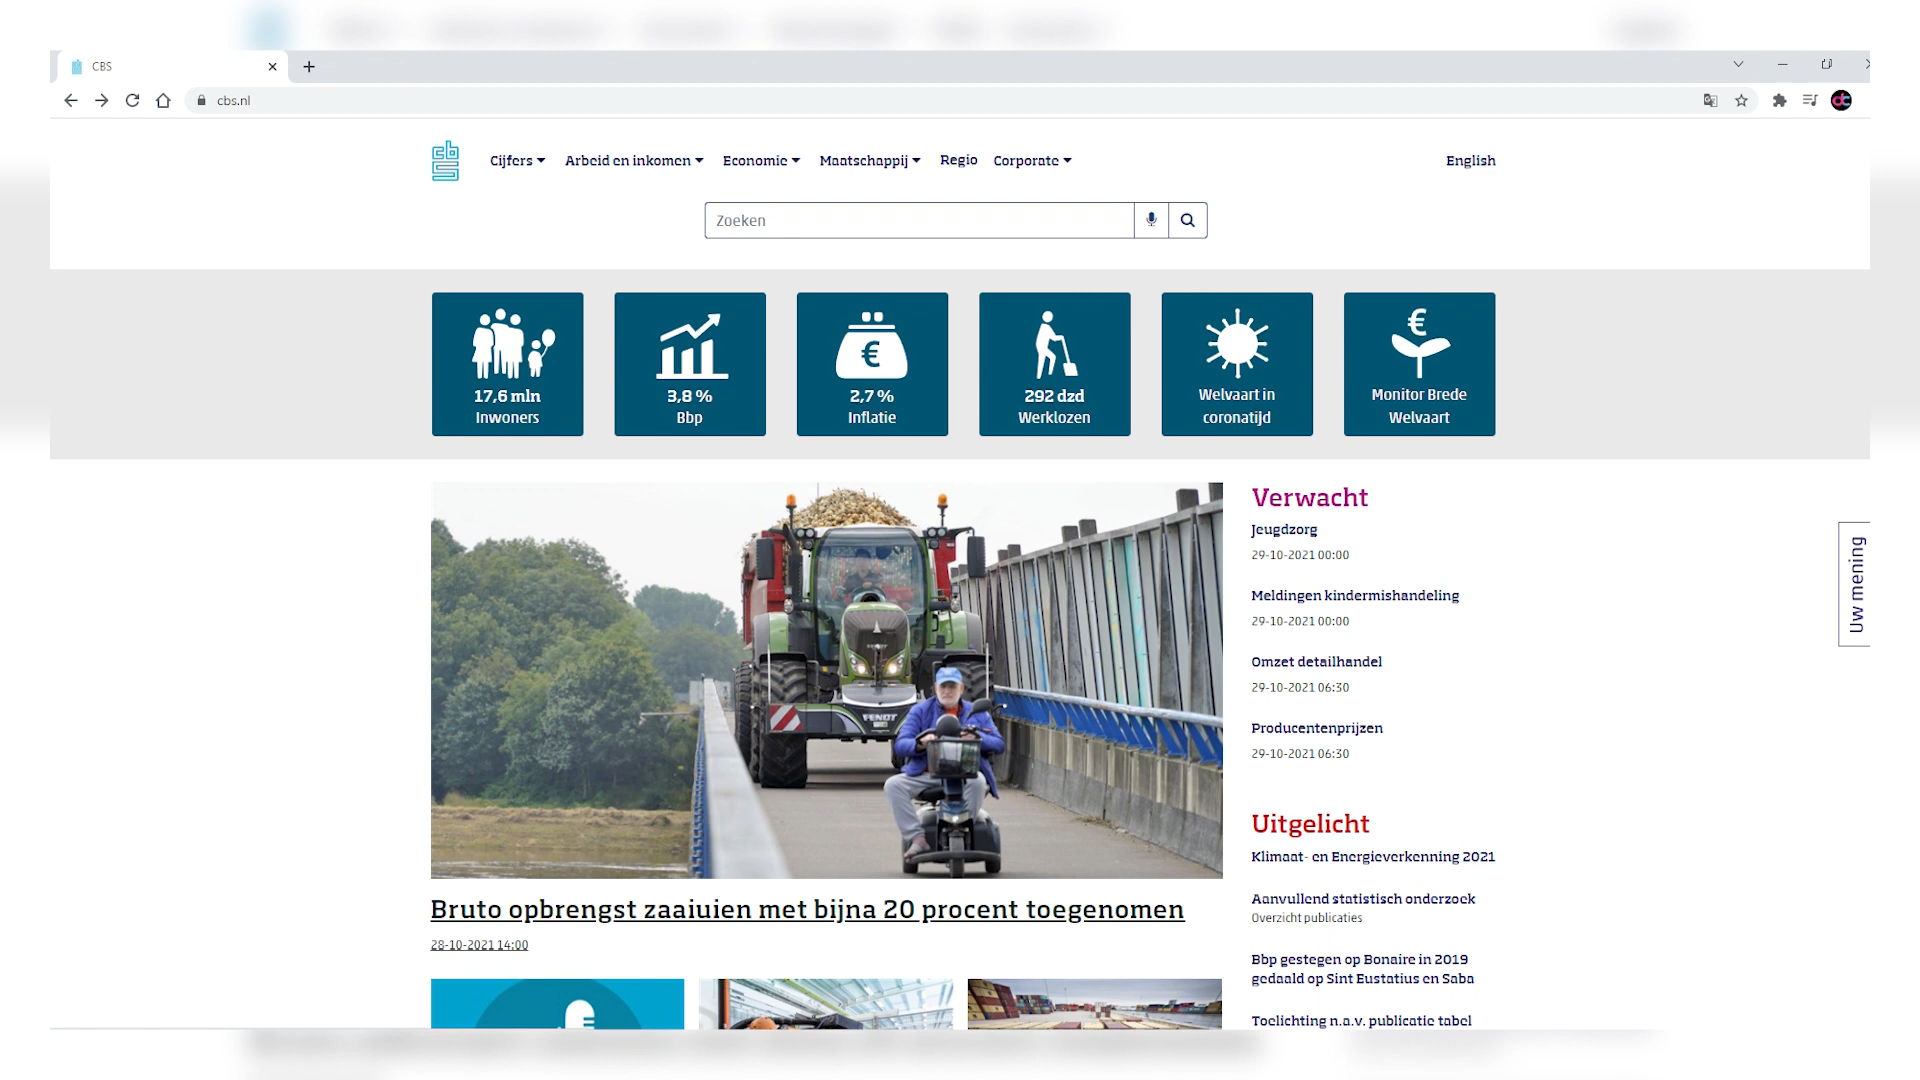 CBS
cbs.nl
cbs
Cijfers
Arbeid en inkomen
Economie
Maatschappij
Regio
Corporate
English
Zoeken
17,6 mln
Inwoners
3,8 %
Bbp
€
2,7 %
Inflatie
292 dzd
Werklozen
Welvaart in
coronatijd
€
Monitor Brede
Welvaart
FENDT
Bruto opbrengst zaaiuien met bijna 20 procent toegenomen
28-10-2021 14:00
Verwacht
Jeugdzorg
29-10-2021 00:00
Meldingen kindermishandeling
29-10-2021 00:00
Omzet detailhandel
29-10-2021 06:30
Producentenprijzen
29-10-2021 06:30
Uitgelicht
Klimaat- en Energieverkenning 2021
Aanvullend statistisch onderzoek
Overzicht publicaties
Bbp gestegen op Bonaire in 2019
gedaald op Sint Eustatius en Saba
Toelichting n.a.v. publicatie tabel
Uw mening